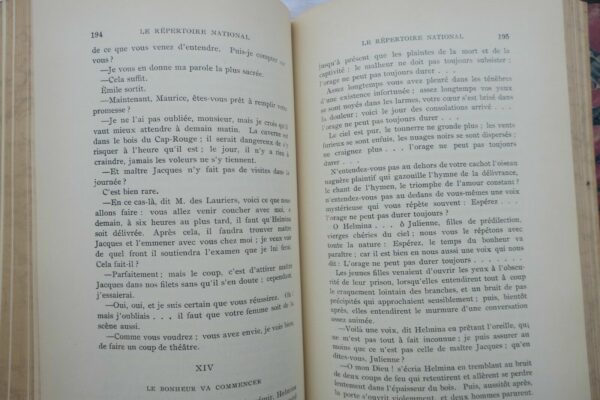 194 LE RÉPERTOIRE NATIONAL
de ce que vous venez d'entendre. Puis-je compter sur
vous ?
—Je vous en donne ma parole la plus sacrée.
—Cela suffit.
Émile sortit.
—Maintenant, Maurice, êtes-vous prêt à remplir votre
promesse ?
—Je ne l'ai pas oubliée, monsieur, mais je crois qu'il
vaut mieux attendre à demain matin. La caverne est
dans le bois du Cap-Rouge ; il serait dangereux de s'y
risquer à l'heure qu'il est ; le jour, il n'y a rien à
craindre, jamais les voleurs ne s'y tiennent.
—Et maître Jacques n'y fait pas de visites dans la
journée ?
C'est bien rare.
—En ce cas-là, dit M. des Lauriers, voici ce que nous
allons faire : vous allez venir coucher avec moi, et
demain, à six heures au plus tard, il faut qu'Helmina
soit délivrée. Après cela, il faudra trouver maître
Jacques et l'emmener avec vous chez moi ; je veux voir
de quel front il soutiendra l'examen que je lui ferai.
Cela fait-il ?
—Parfaitement ; mais le coup, c'est d'attirer maître
Jacques dans nos filets sans qu'il s'en doute : cependant,
j'essaierai.
—Oui, oui, et je suis certain que vous réussirez. Oh !
mais j'oubliais . . . il faut que votre femme soit de la
scène aussi.
—Comme vous voudrez ; vous avez envie, je vois bien,
de faire un coup de théâtre.
XIV
LE BONHEUR VA COMMENCER
Helmina
LE RÉPERTOIRE NATIONAL 195
jusqu'à présent que les plaintes de la mort et de la
captivité ; le malheur ne doit pas toujours subsister ;
l'orage ne peut pas toujours durer . . .
Assez longtemps vous avez pleuré dans les ténèbres
d'une existence infortunée ; assez longtemps vos yeux
se sont noyés dans les larmes, votre cœur s'est brisé dans
la douleur ; voici le jour des consolations arrivé . . .
l'orage ne peut pas toujours durer . . .
Le ciel est pur, le tonnerre ne gronde plus ; les vents
furieux se sont enfuis, les nuages noirs se sont dispersés ;
ne craignez plus . . . l'orage ne peut pas toujours
durer . . .
N'entendez-vous pas au dehors de votre cachot l'oiseau
naguère plaintif qui gazouille l'hymne de la délivrance,
le chant de l'hymen, le triomphe de l'amour constant ?
n'entendez-vous pas au dedans de vous-même une voix
mystérieuse qui vous répète souvent : Espérez . . .
l'orage ne peut pas toujours durer ?
O Helmina . . . ô Julienne, filles de prédilection,
vierges chéries du ciel ; nous vous le répétons avec
toute la nature : Espérez, le temps du bonheur va
paraître ; car il est bien en nous aussi une voix qui nous
dit : L'orage ne peut pas toujours durer . . . . . . .
Les jeunes filles venaient d'ouvrir les yeux à l'obscu-
rité de leur prison, lorsqu'elles entendirent tout à coup
le craquement lointain des branches, et un bruit de pas
précipités qui approchaient sensiblement ; puis, bientôt
après, elles entendirent le murmure d'une conversation
assez animée.
—Voilà une voix, dit Helmina en prêtant l'oreille, qui
ne m'est pas tout à fait inconnue ; je puis assurer au
moins que ce n'est pas celle de maître Jacques ; qu'en
dites-vous, Julienne ?
—O mon Dieu ! s'écria Helmina en tremblant au bruit
de deux coups de feu qui retentirent et allèrent se perdre
lentement dans l'épaisseur du bois. Puis, aussitôt après,
la porte s'ouvrit violemment, et deux hommes parurent.